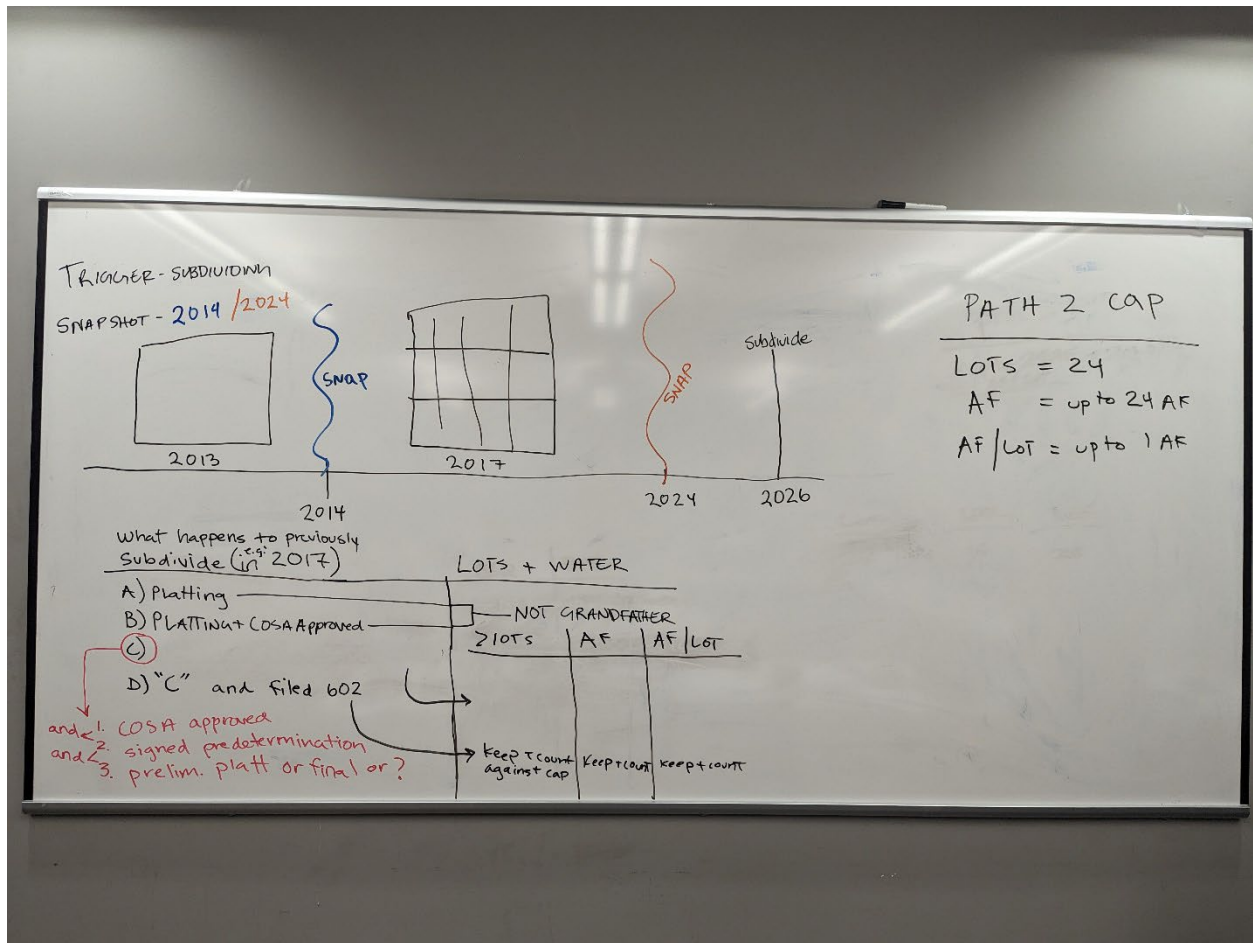 TRIGGER - SUBDIVIDING
SNAPSHOT - 2014 / 2024
SNAP
SNAP
Subdivide
2013
2017
2014
2024
2026
What happens to previously
Subdivide (e.g. in 2017)
A) Platting
B) PLATTING + COSA Approved
C)
D) "C" and filed 602
and < 1. COSA approved
and < 2. signed predetermination
3. prelim. platt or final or ?
LOTS + WATER
NOT GRANDFATHER
LOTS | AF | AF/LOT
keep + count against cap | keep + count | keep + count
PATH 2 CAP
LOTS = 24
AF = up to 24 AF
AF/LOT = up to 1 AF